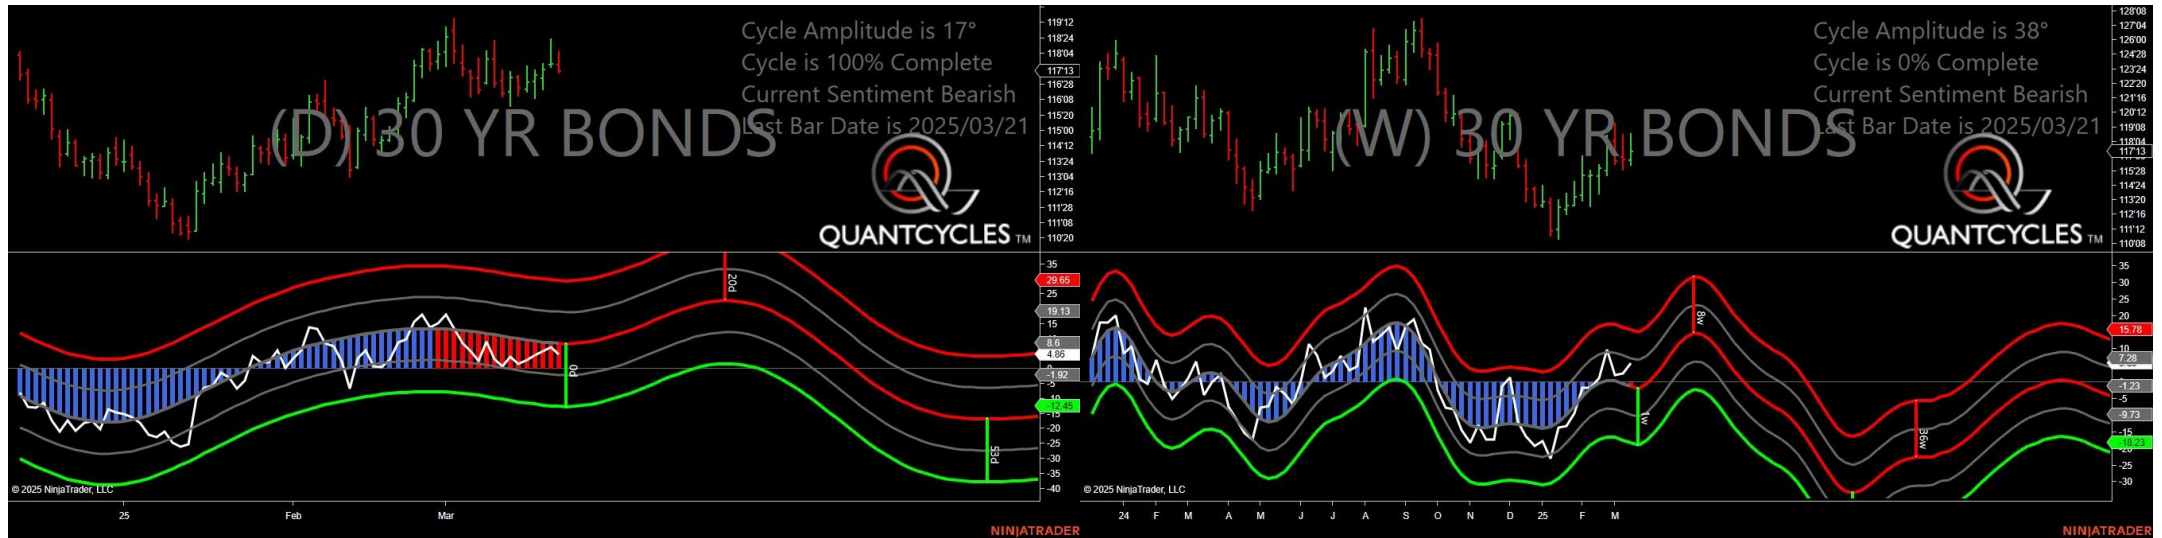 Cycle Amplitude is 17°
Cycle is 100% Complete
Current Sentiment Bearish
Last Bar Date is 2025/03/21
(D) 30 YR BONDS
QUANTCYCLES TM
119'12
118'24
118'04
117'13
116'28
116'08
115'20
115'00
114'12
113'24
113'04
112'16
111'28
111'08
110'20
35
29.65
25
19.13
15
8.6
4.86
-1.92
-5
-12.45
-15
-20
-25
-30
-35
-40
20d
0d
53d
© 2025 NinjaTrader, LLC
25 Feb Mar
NINJATRADER
Cycle Amplitude is 38°
Cycle is 0% Complete
Current Sentiment Bearish
Last Bar Date is 2025/03/21
(W) 30 YR BONDS
QUANTCYCLES TM
128'08
127'04
126'00
124'28
123'24
122'20
121'16
120'12
119'08
118'04
117'13
115'28
114'24
113'20
112'16
111'12
110'08
35
30
25
20
15.78
10
7.28
-1.23
-5
-9.73
-15
-18.23
-25
-30
8w
1w
36w
© 2025 NinjaTrader, LLC
24 F M A M J J A S O N D 25 F M
NINJATRADER